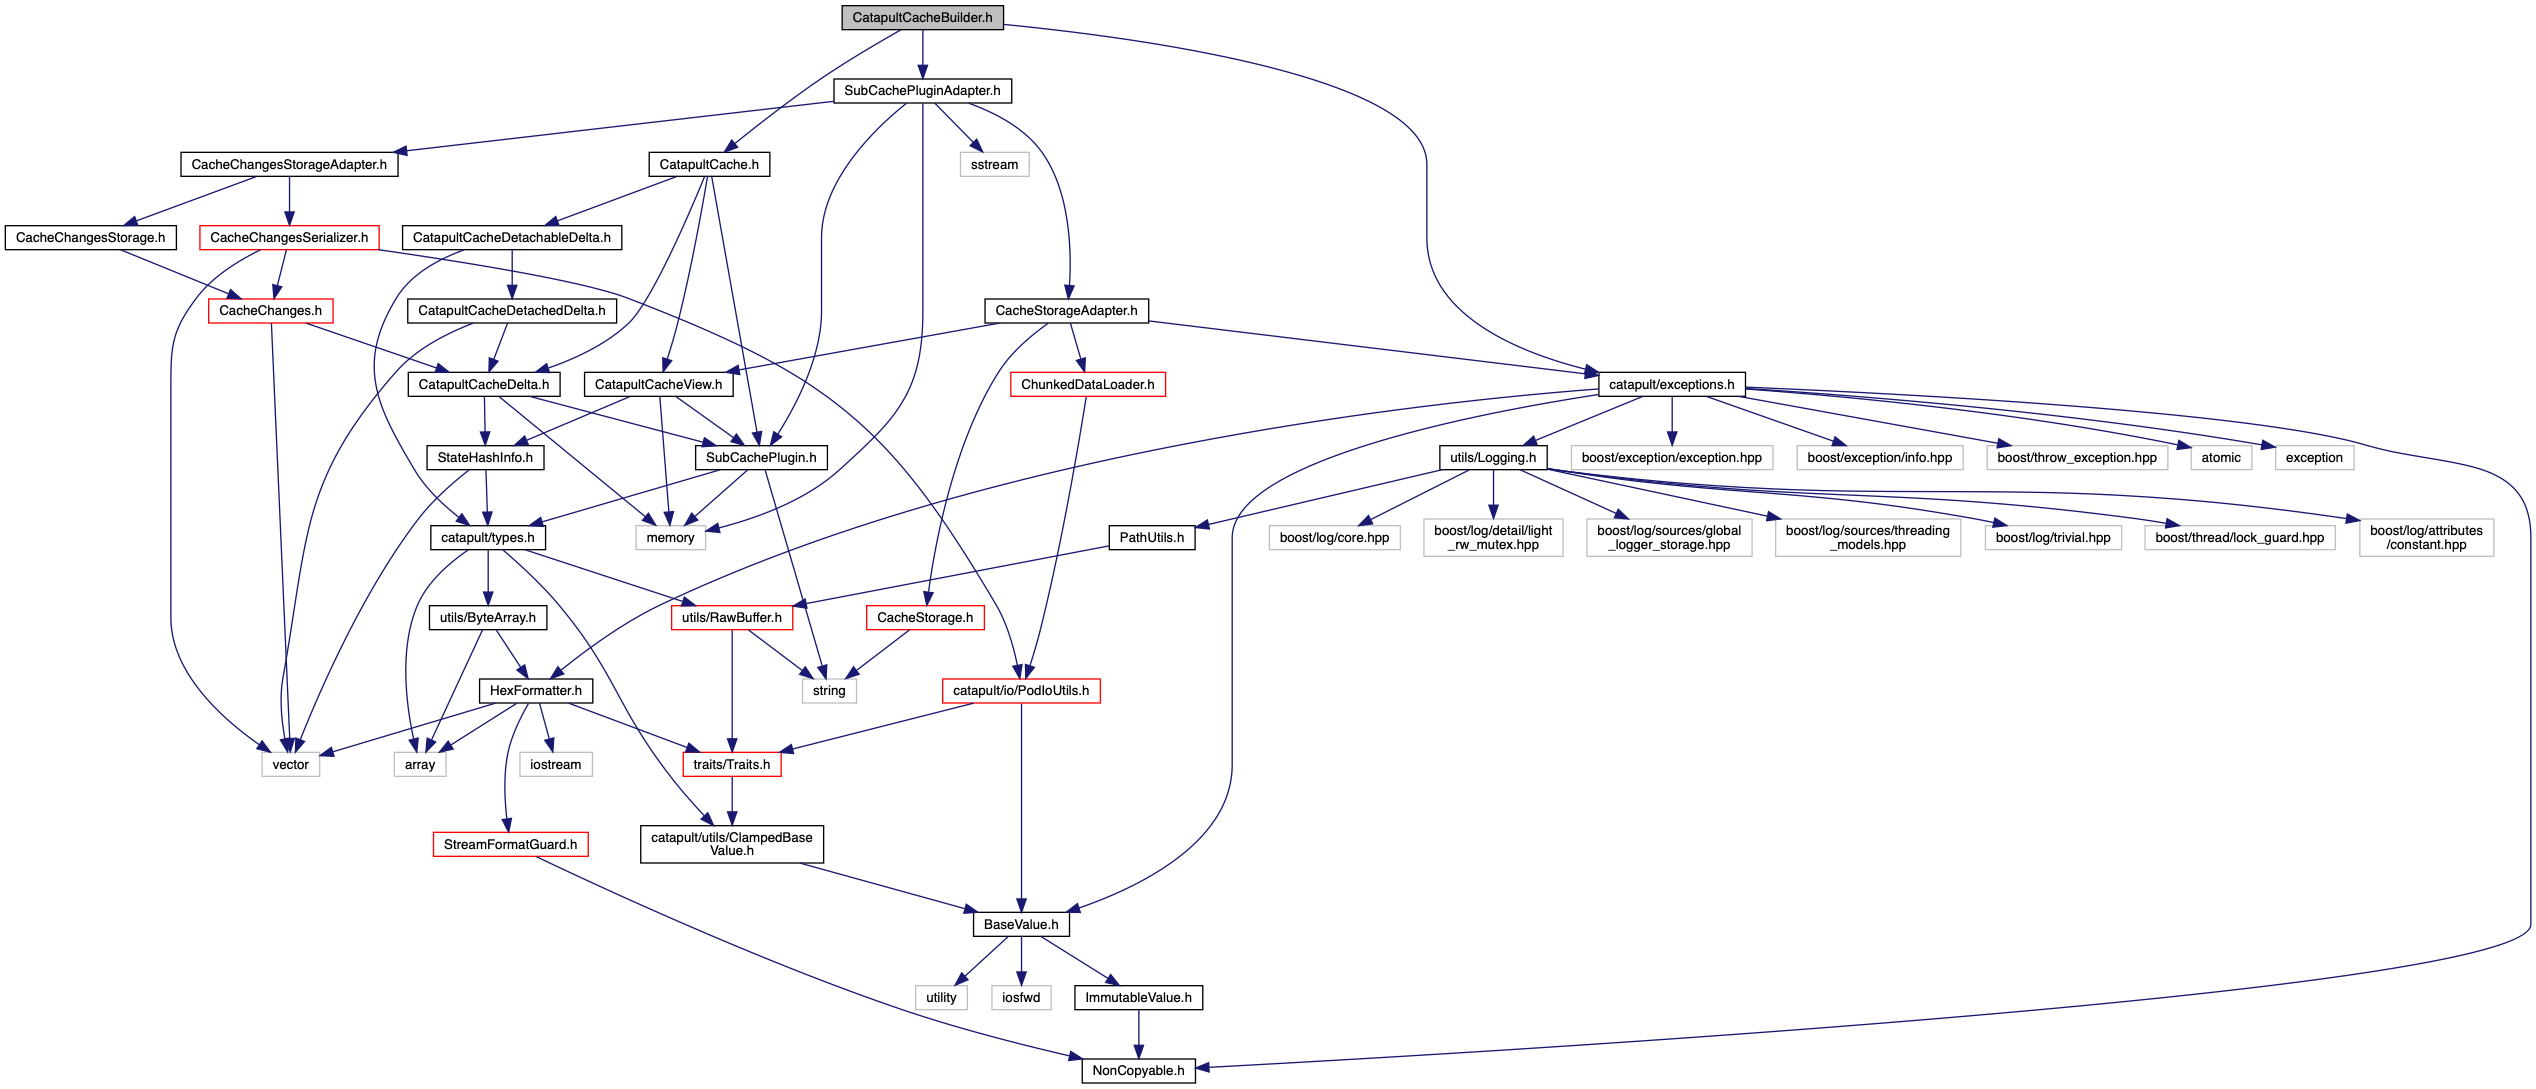 CatapultCacheBuilder.h
SubCachePluginAdapter.h
CacheChangesStorageAdapter.h
CatapultCache.h
sstream
CacheChangesStorage.h
CacheChangesSerializer.h
CatapultCacheDetachableDelta.h
CacheChanges.h
CatapultCacheDetachedDelta.h
CacheStorageAdapter.h
CatapultCacheDelta.h
CatapultCacheView.h
ChunkedDataLoader.h
catapult/exceptions.h
StateHashInfo.h
SubCachePlugin.h
utils/Logging.h
boost/exception/exception.hpp
boost/exception/info.hpp
boost/throw_exception.hpp
atomic
exception
catapult/types.h
memory
PathUtils.h
boost/log/core.hpp
boost/log/detail/light
_rw_mutex.hpp
boost/log/sources/global
_logger_storage.hpp
boost/log/sources/threading
_models.hpp
boost/log/trivial.hpp
boost/thread/lock_guard.hpp
boost/log/attributes
/constant.hpp
utils/ByteArray.h
utils/RawBuffer.h
CacheStorage.h
HexFormatter.h
string
catapult/io/PodIoUtils.h
vector
array
iostream
traits/Traits.h
StreamFormatGuard.h
catapult/utils/ClampedBase
Value.h
BaseValue.h
utility
iosfwd
ImmutableValue.h
NonCopyable.h